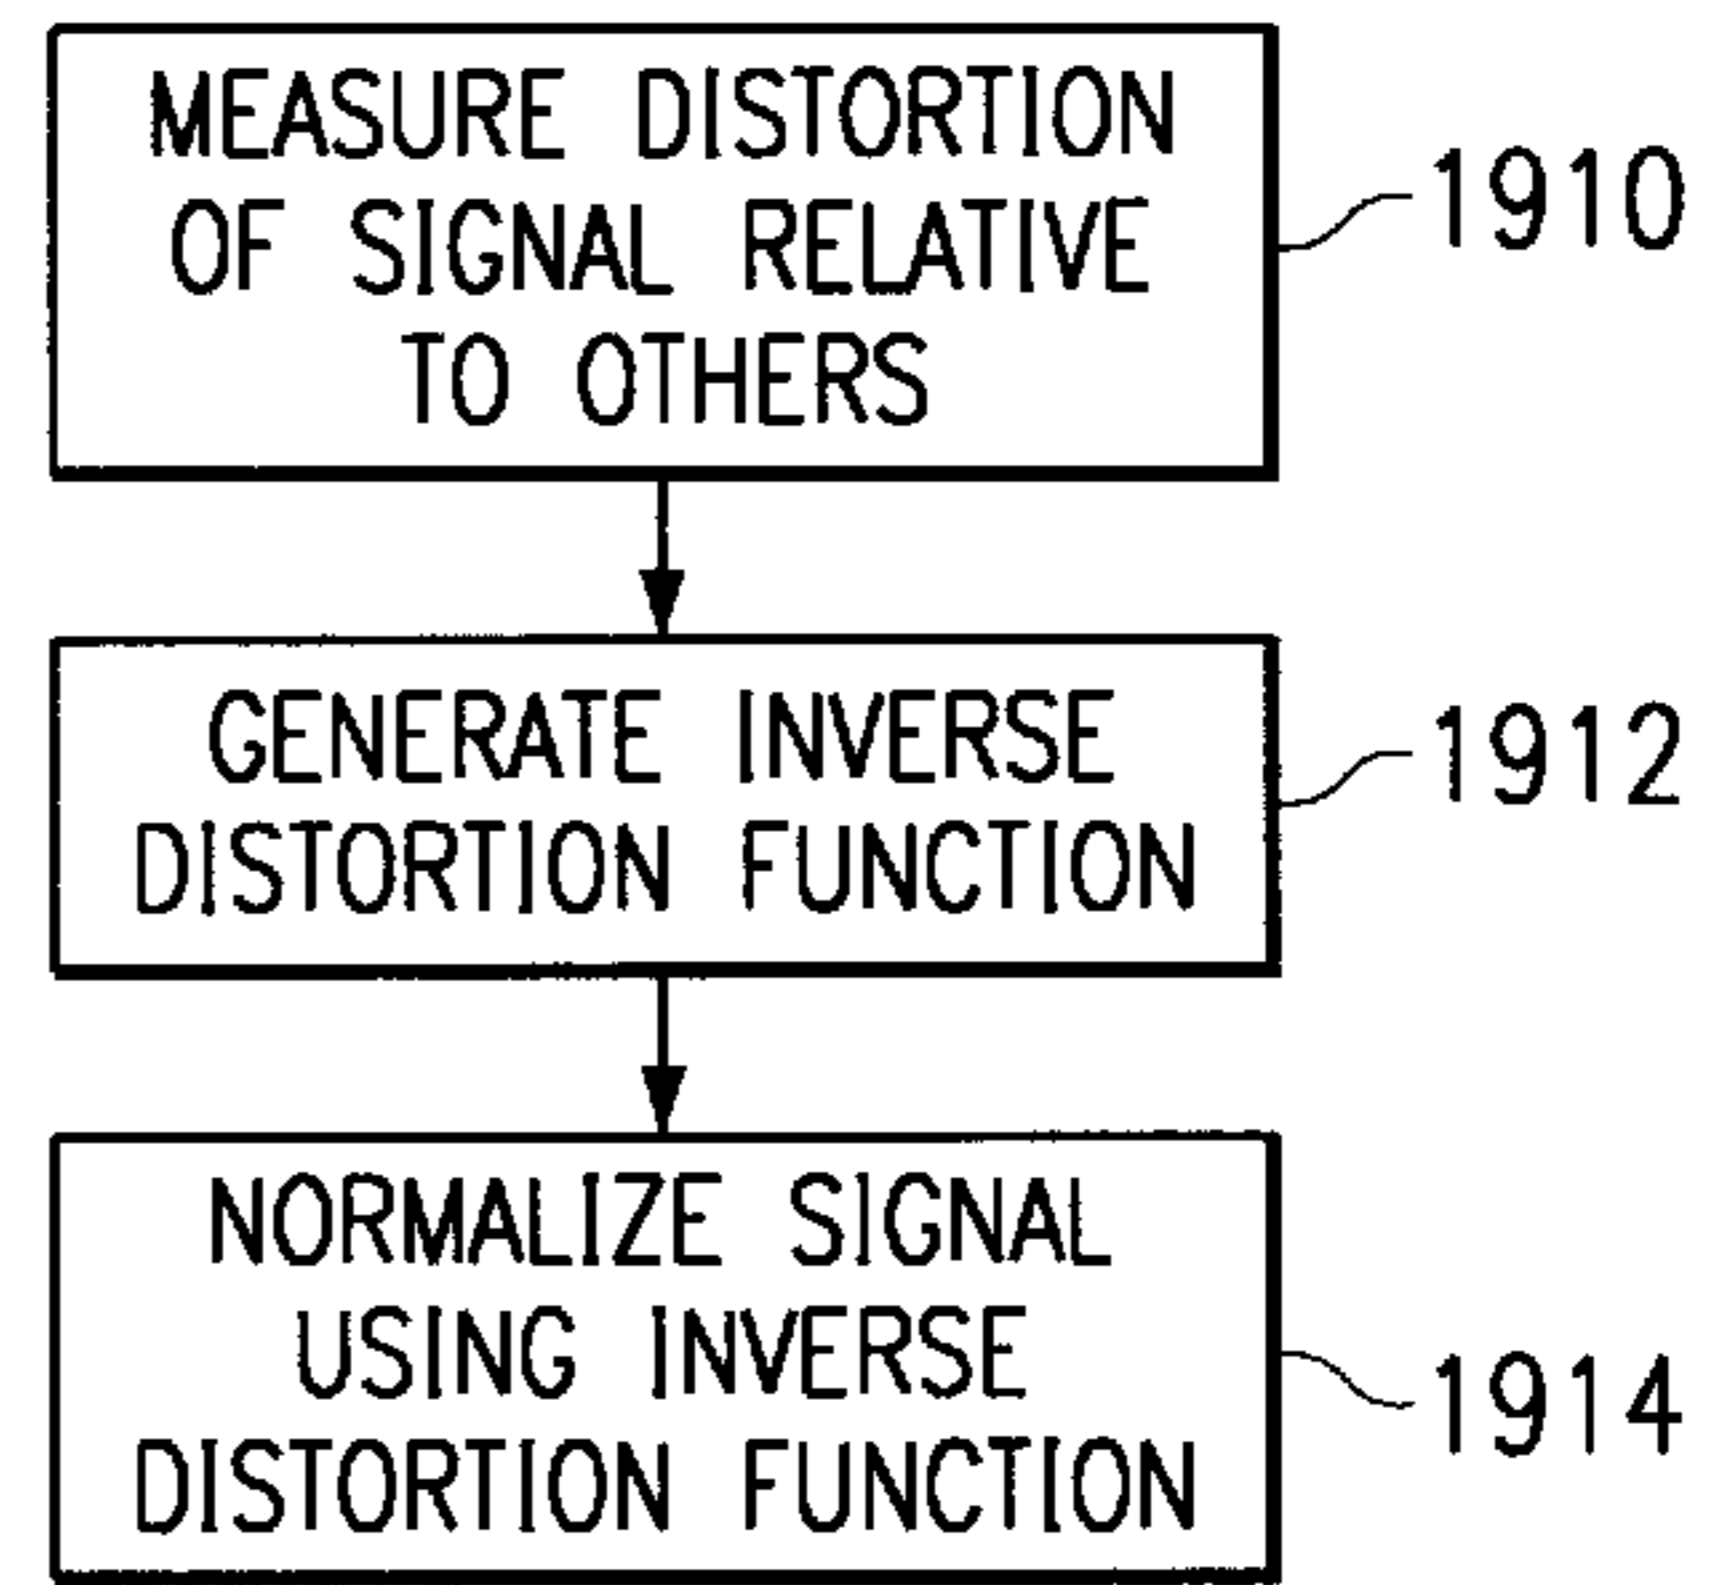 MEASURE DISTORTION
OF SIGNAL RELATIVE
TO OTHERS
1910
GENERATE INVERSE
DISTORTION FUNCTION
1912
NORMALIZE SIGNAL
USING INVERSE
DISTORTION FUNCTION
1914